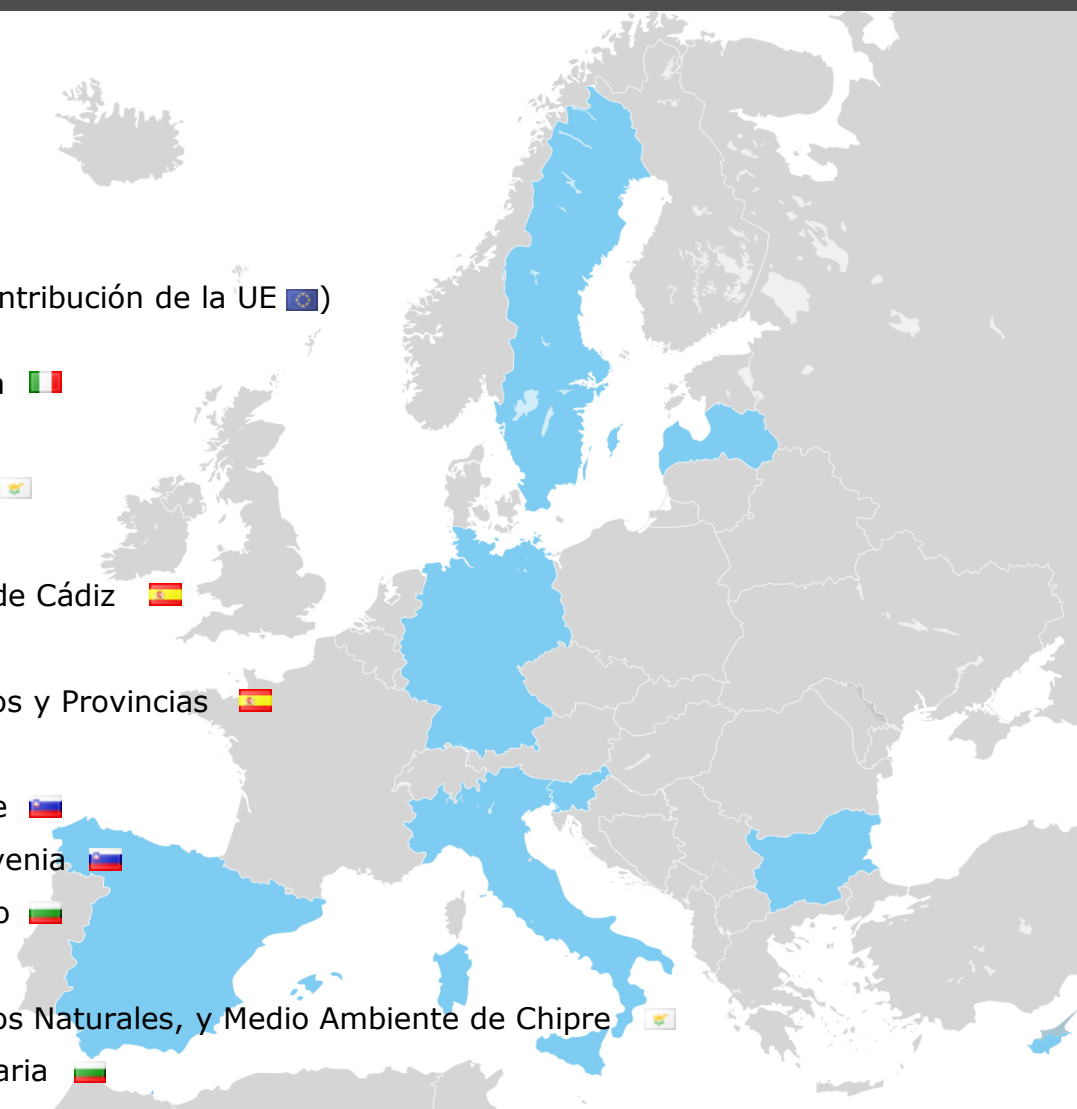 ntribución de la UE )
a
de Cádiz
os y Provincias
e
venia
o
os Naturales, y Medio Ambiente de Chipre
aria